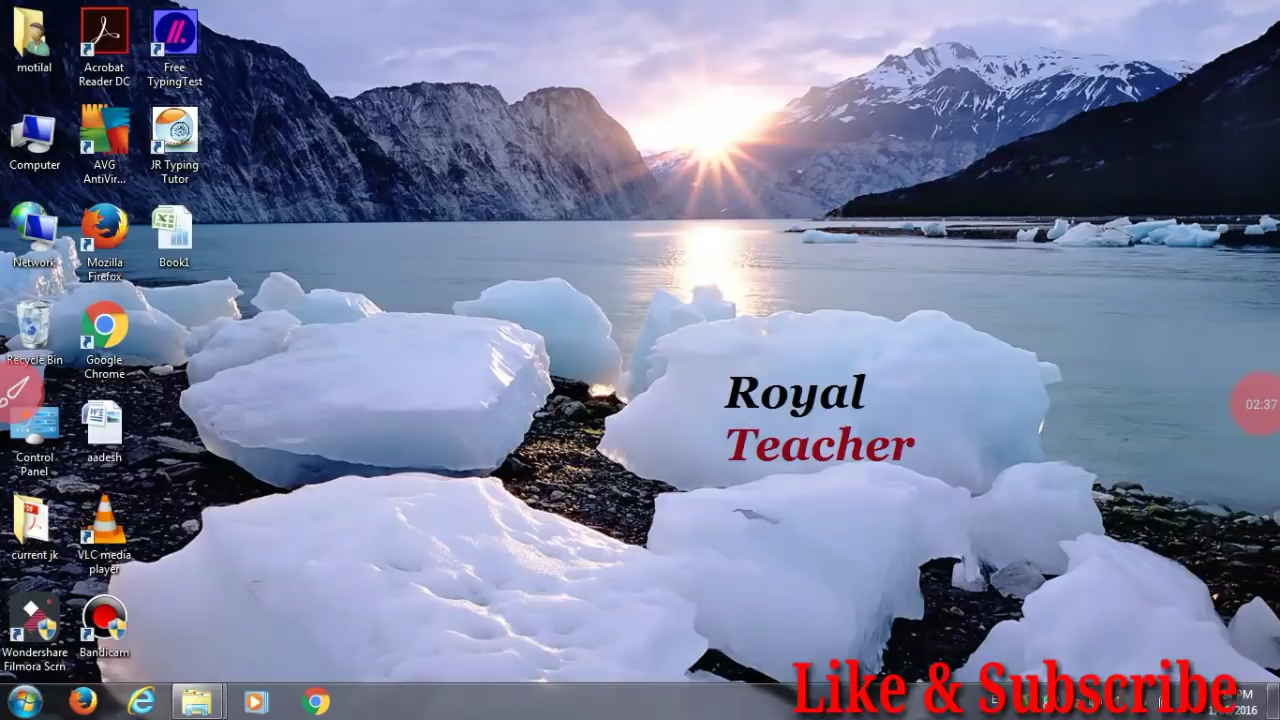 motilal
Acrobat
Reader DC
Free
TypingTest
Computer
AVG
AntiVir...
JR Typing
Tutor
Network
Mozilla
Firefox
Book1
Recycle Bin
Google
Chrome
Control
Panel
aadesh
current jk
VLC media
player
Wondershare
Filmora Scrn
Bandicam
Royal
Teacher
02:37
Like & Subscribe
PM
2016